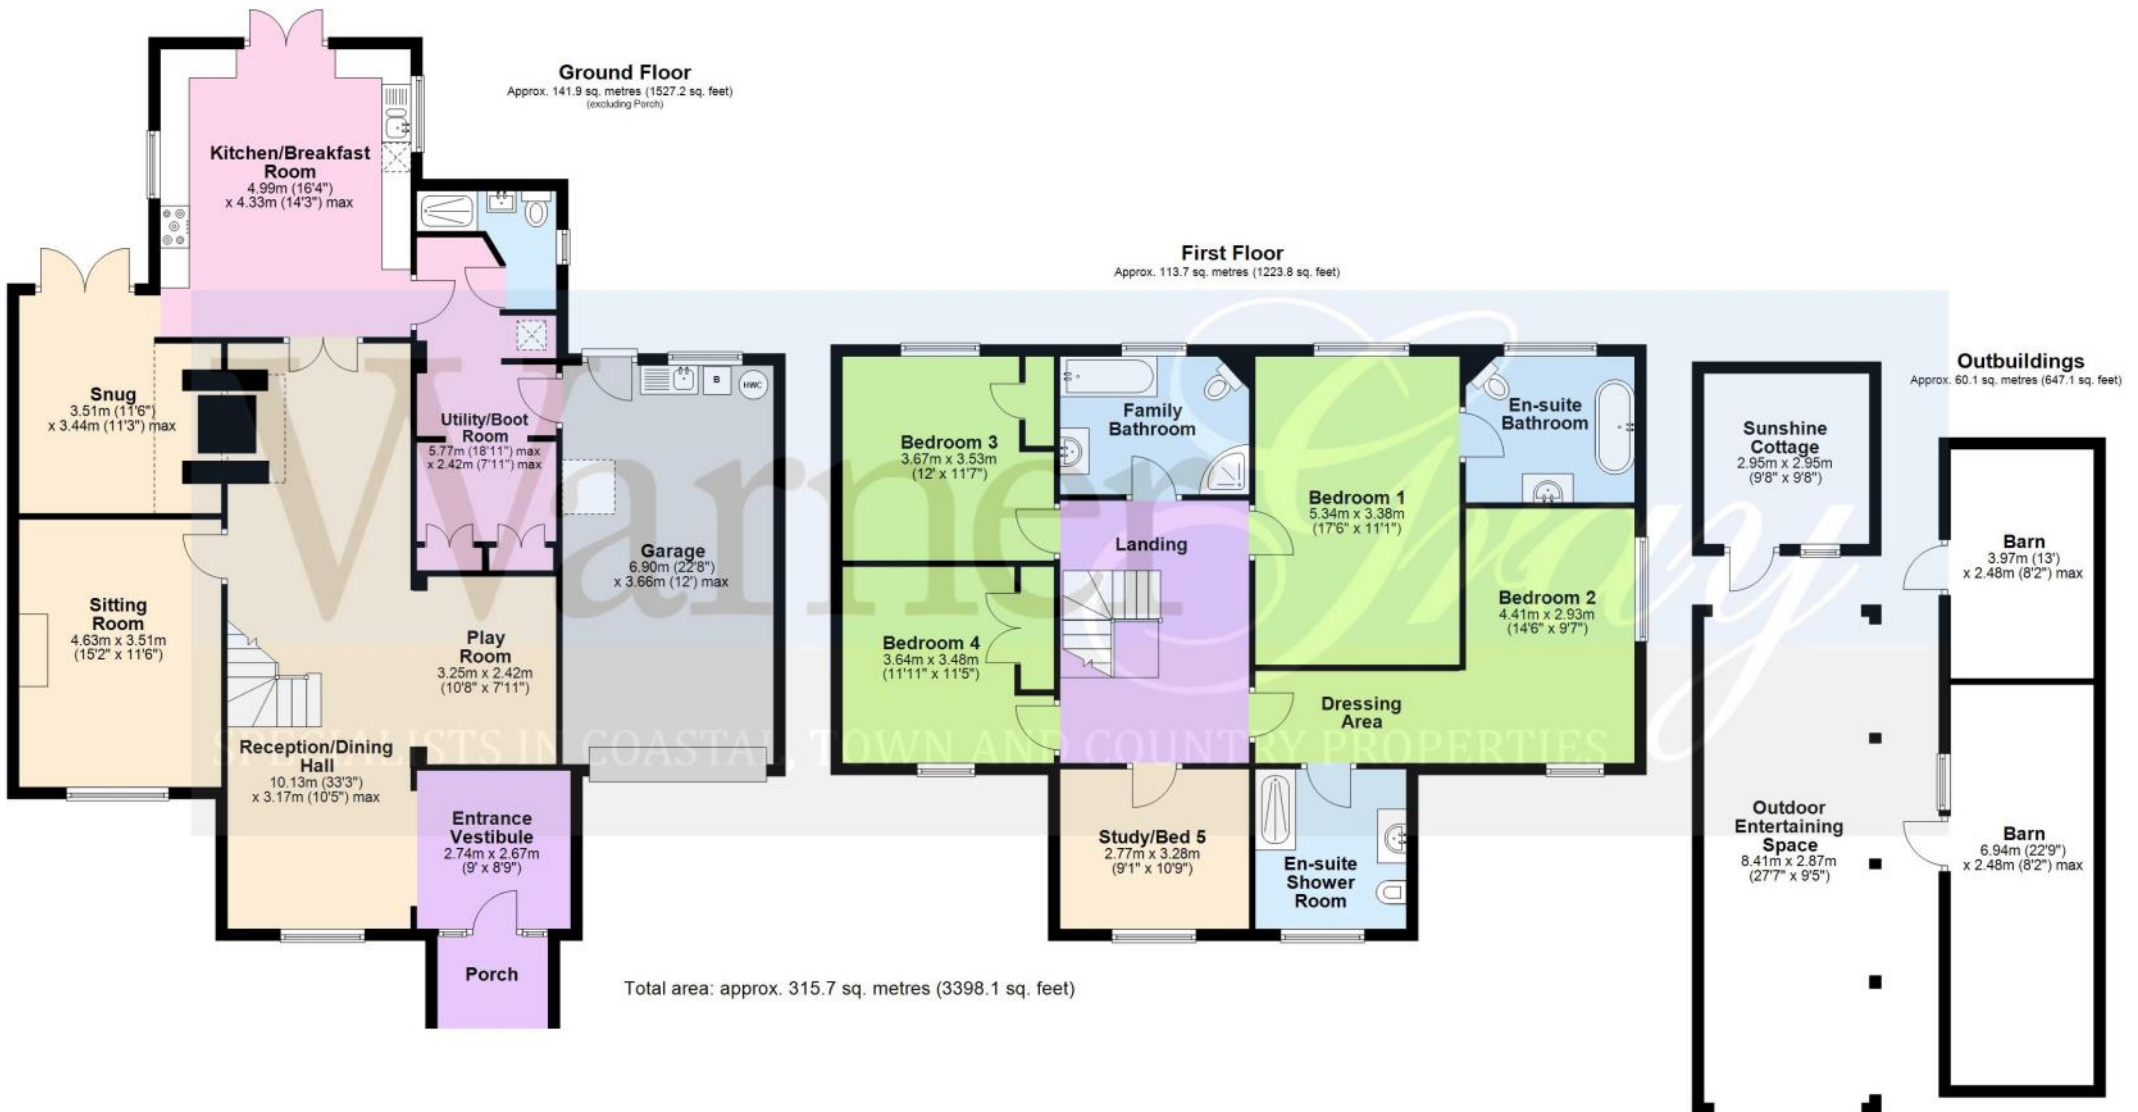 Ground Floor
Approx. 141.9 sq. metres (1527.2 sq. feet)
(excluding Porch)
Kitchen/Breakfast
Room
4.99m (16'4")
x 4.33m (14'3") max
Snug
3.51m (11'6")
x 3.44m (11'3") max
Utility/Boot
Room
5.77m (18'11") max
x 2.42m (7'11") max
B
HWC
Garage
6.90m (22'8")
x 3.66m (12') max
Sitting
Room
4.63m x 3.51m
(15'2" x 11'6")
Play
Room
3.25m x 2.42m
(10'8" x 7'11")
Reception/Dining
Hall
10.13m (33'3")
x 3.17m (10'5") max
Entrance
Vestibule
2.74m x 2.67m
(9' x 8'9")
Porch
First Floor
Approx. 113.7 sq. metres (1223.8 sq. feet)
Bedroom 3
3.67m x 3.53m
(12' x 11'7")
Family
Bathroom
Bedroom 1
5.34m x 3.38m
(17'6" x 11'1")
En-suite
Bathroom
Landing
Bedroom 4
3.64m x 3.48m
(11'11" x 11'5")
Bedroom 2
4.41m x 2.93m
(14'6" x 9'7")
Dressing
Area
Study/Bed 5
2.77m x 3.28m
(9'1" x 10'9")
En-suite
Shower
Room
Outbuildings
Approx. 60.1 sq. metres (647.1 sq. feet)
Sunshine
Cottage
2.95m x 2.95m
(9'8" x 9'8")
Barn
3.97m (13')
x 2.48m (8'2") max
Outdoor
Entertaining
Space
8.41m x 2.87m
(27'7" x 9'5")
Barn
6.94m (22'9")
x 2.48m (8'2") max
Total area: approx. 315.7 sq. metres (3398.1 sq. feet)
Warner Gray
SPECIALISTS IN COASTAL, TOWN AND COUNTRY PROPERTIES